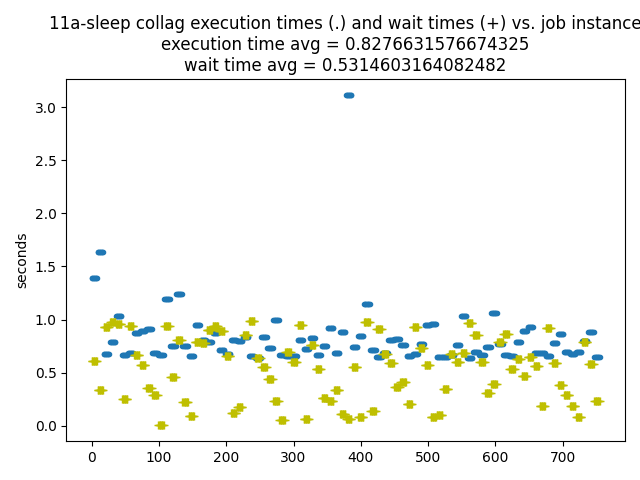 11a-sleep collag execution times (.) and wait times (+) vs. job instance
execution time avg = 0.8276631576674325
wait time avg = 0.5314603164082482
3.0
2.5
2.0
1.5
1.0
0.5
0.0
seconds
0 100 200 300 400 500 600 700